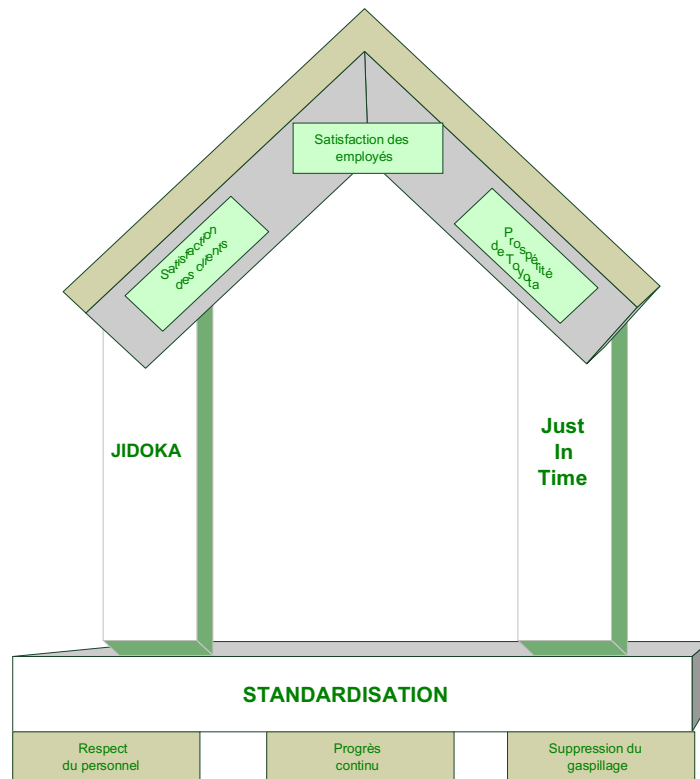 Satisfaction des
employés
Satisfaction
des clients
Prospérité
de Toyota
JIDOKA
Just
In
Time
STANDARDISATION
Respect
du personnel
Progrès
continu
Suppression du
gaspillage